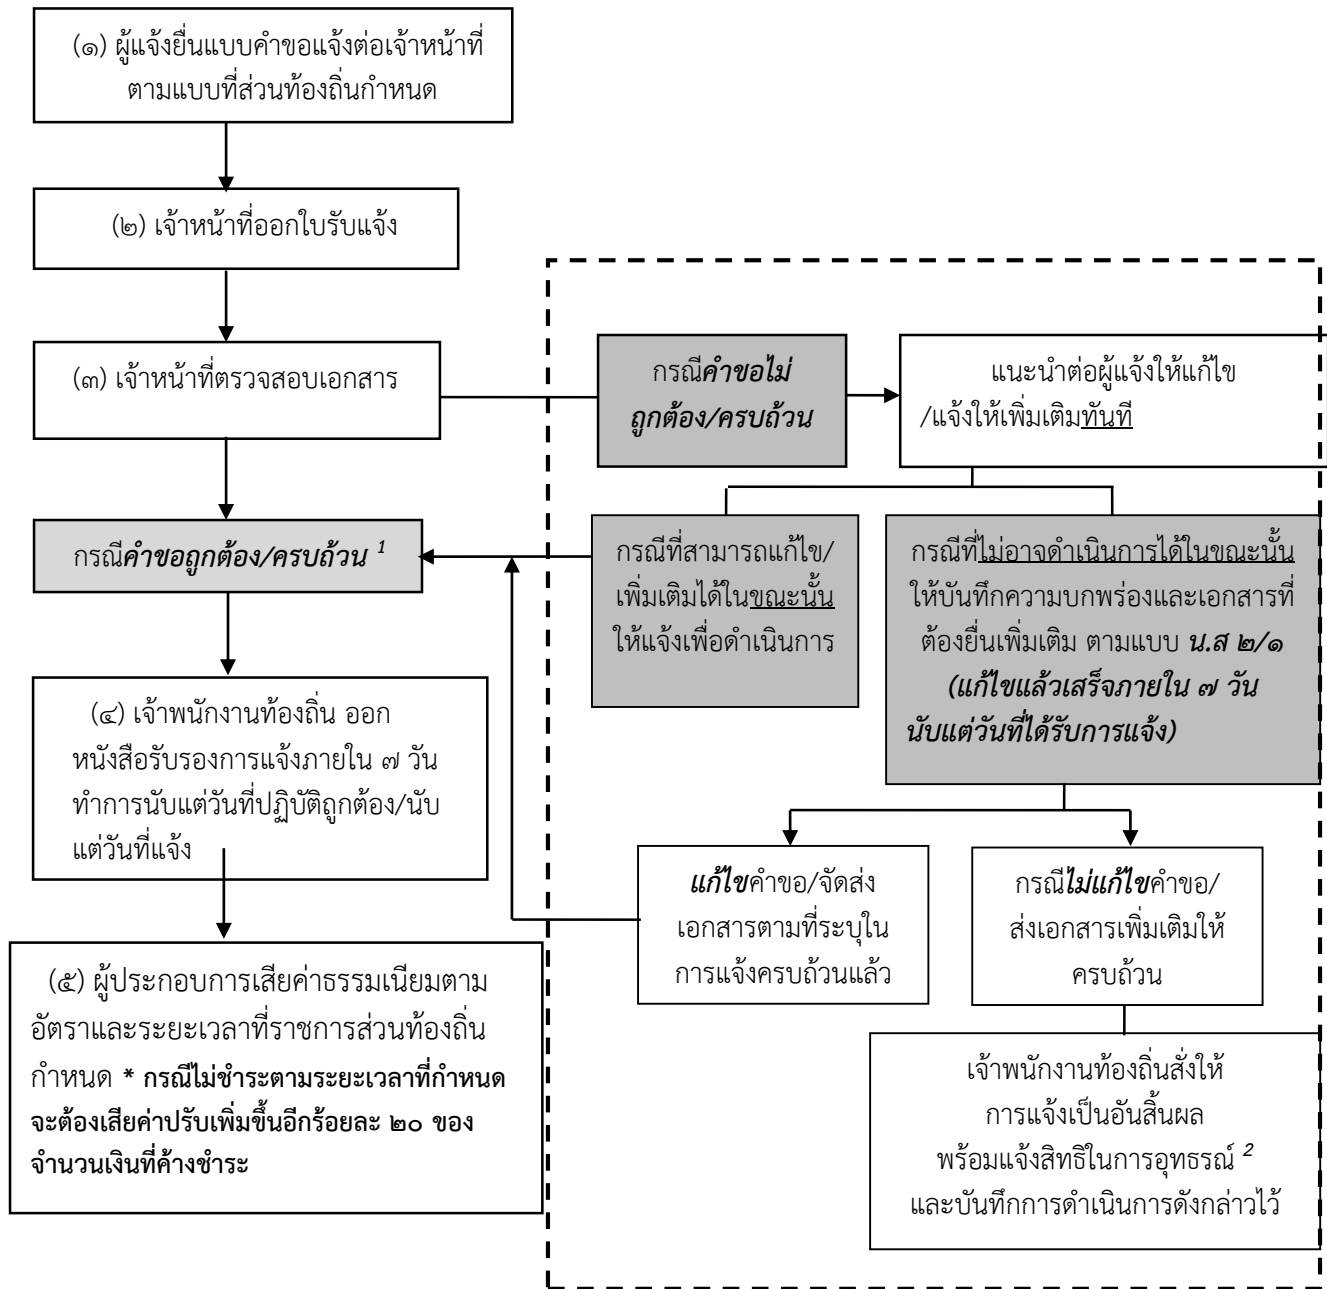 (๑) ผู้แจ้งยื่นแบบคำขอแจ้งต่อเจ้าหน้าที่
ตามแบบที่ส่วนท้องถิ่นกำหนด
(๒) เจ้าหน้าที่ออกใบรับแจ้ง
(๓) เจ้าหน้าที่ตรวจสอบเอกสาร
กรณีคำขอไม่
ถูกต้อง/ครบถ้วน
แนะนำต่อผู้แจ้งให้แก้ไข
/แจ้งให้เพิ่มเติมทันที
กรณีคำขอถูกต้อง/ครบถ้วน 1
กรณีที่สามารถแก้ไข/
เพิ่มเติมได้ในขณะนั้น
ให้แจ้งเพื่อดำเนินการ
กรณีที่ไม่อาจดำเนินการได้ในขณะนั้น
ให้บันทึกความบกพร่องและเอกสารที่
ต้องยื่นเพิ่มเติม ตามแบบ น.ส ๒/๑
(แก้ไขแล้วเสร็จภายใน ๗ วัน
นับแต่วันที่ได้รับการแจ้ง)
(๔) เจ้าพนักงานท้องถิ่น ออก
หนังสือรับรองการแจ้งภายใน ๗ วัน
ทำการนับแต่วันที่ปฏิบัติถูกต้อง/นับ
แต่วันที่แจ้ง
แก้ไขคำขอ/จัดส่ง
เอกสารตามที่ระบุใน
การแจ้งครบถ้วนแล้ว
กรณีไม่แก้ไขคำขอ/
ส่งเอกสารเพิ่มเติมให้
ครบถ้วน
(๕) ผู้ประกอบการเสียค่าธรรมเนียมตาม
อัตราและระยะเวลาที่ราชการส่วนท้องถิ่น
กำหนด * กรณีไม่ชำระตามระยะเวลาที่กำหนด
จะต้องเสียค่าปรับเพิ่มขึ้นอีกร้อยละ ๒๐ ของ
จำนวนเงินที่ค้างชำระ
เจ้าพนักงานท้องถิ่นสั่งให้
การแจ้งเป็นอันสิ้นผล
พร้อมแจ้งสิทธิในการอุทธรณ์ 2
และบันทึกการดำเนินการดังกล่าวไว้